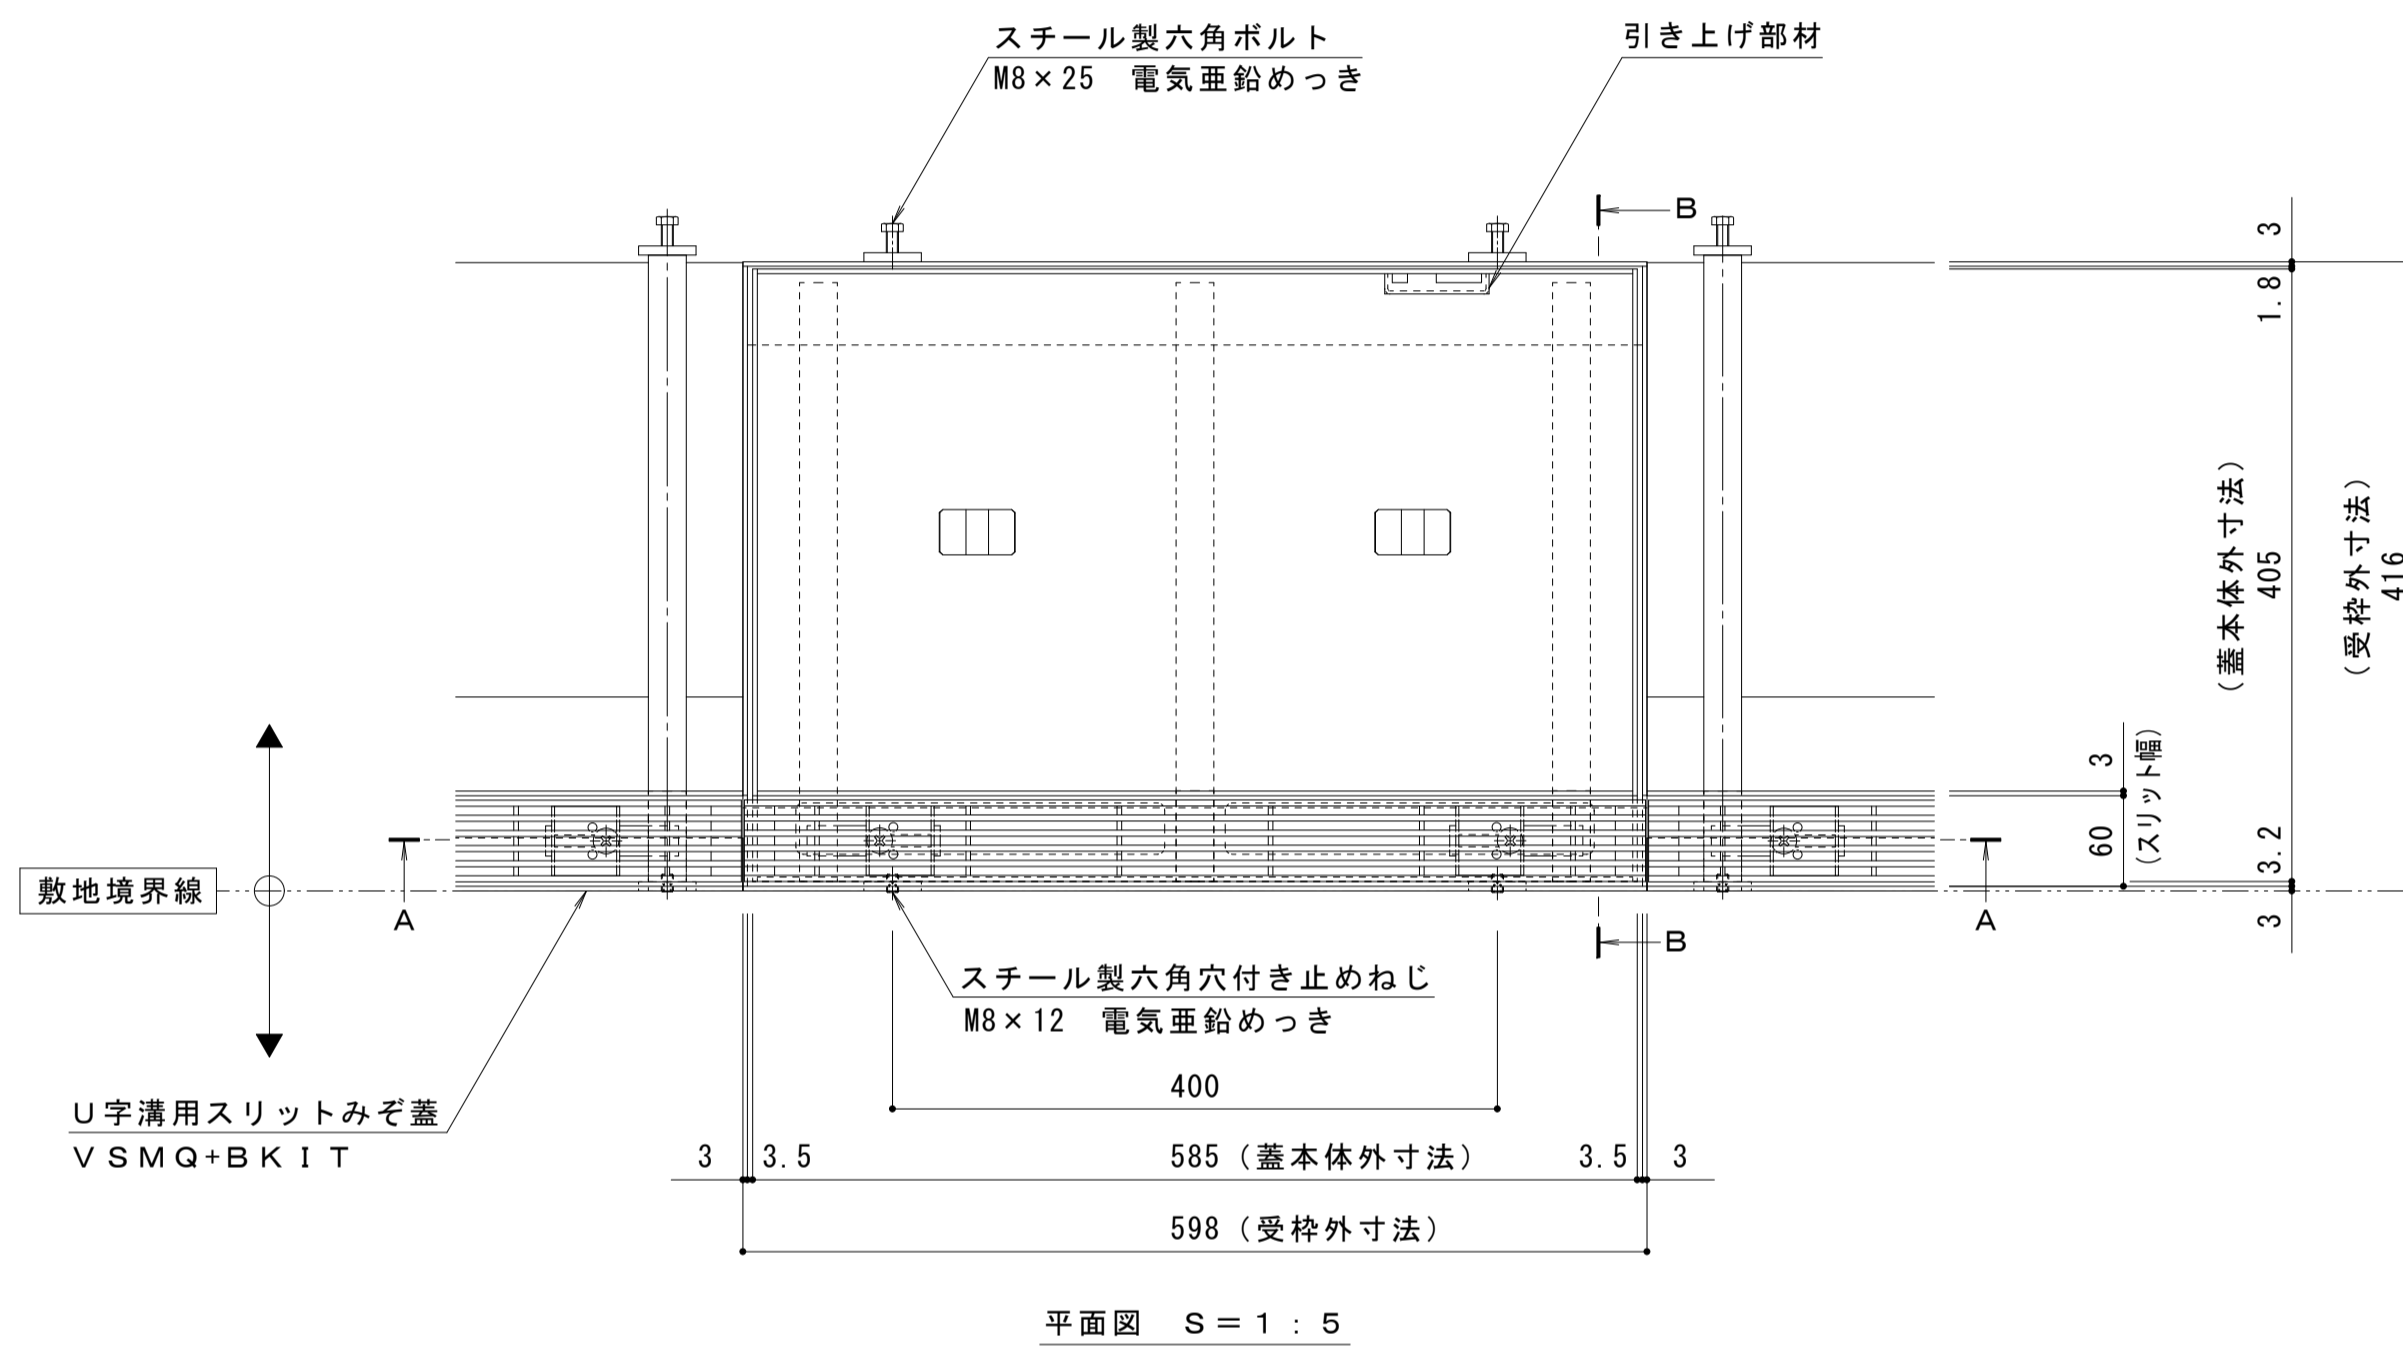 スチール製六角ボルト
M8×25　電気亜鉛めっき
引き上げ部材
B
3
1.8
(蓋本体外寸法)
405
(受枠外寸法)
416
3
60
(スリット幅)
3.2
3
敷地境界線
A
A
B
スチール製六角穴付き止めねじ
M8×12　電気亜鉛めっき
400
U字溝用スリットみぞ蓋
VSMQ+BKIT
3
3.5
585(蓋本体外寸法)
3.5
3
598(受枠外寸法)
平面図　S=1:5